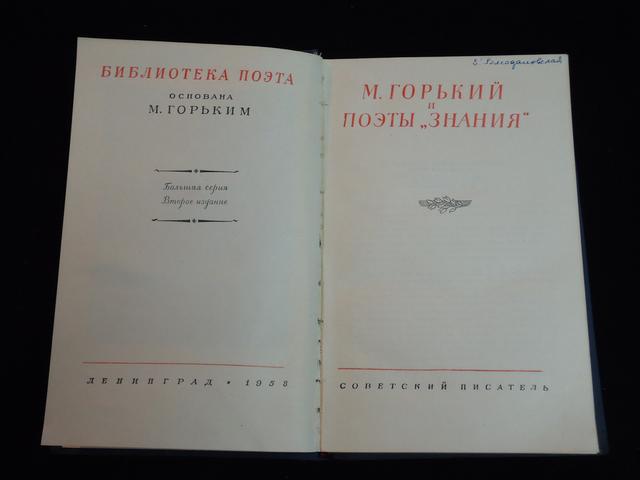 БИБЛИОТЕКА ПОЭТА
ОСНОВАНА
М. ГОРЬКИМ
Большая серия
Второе издание
ЛЕНИНГРАД • 1958
М. ГОРЬКИЙ
и
ПОЭТЫ „ЗНАНИЯ“
СОВЕТСКИЙ ПИСАТЕЛЬ